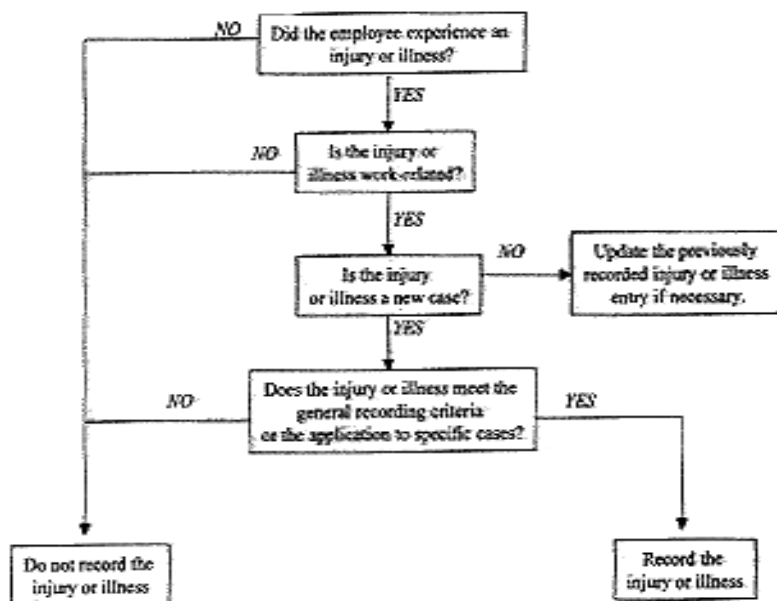 NO
Did the employee experience an
injury or illness?
YES
NO
Is the injury or
illness work-related?
YES
Is the injury
or illness a new case?
NO
Update the previously
recorded injury or illness
entry if necessary.
YES
NO
Does the injury or illness meet the
general recording criteria
or the application to specific cases?
YES
Do not record the
injury or illness
Record the
injury or illness.